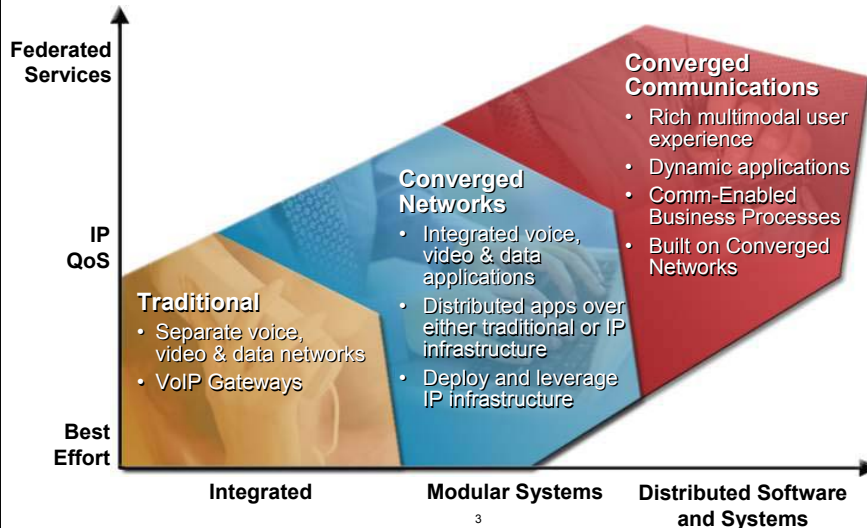 Federated
Services
IP
QoS
Best
Effort
Traditional
• Separate voice,
video & data networks
• VoIP Gateways
Converged
Networks
• Integrated voice,
video & data
applications
• Distributed apps over
either traditional or IP
infrastructure
• Deploy and leverage
IP infrastructure
Converged
Communications
• Rich multimodal user
experience
• Dynamic applications
• Comm-Enabled
Business Processes
• Built on Converged
Networks
Integrated
Modular Systems
Distributed Software
and Systems
3